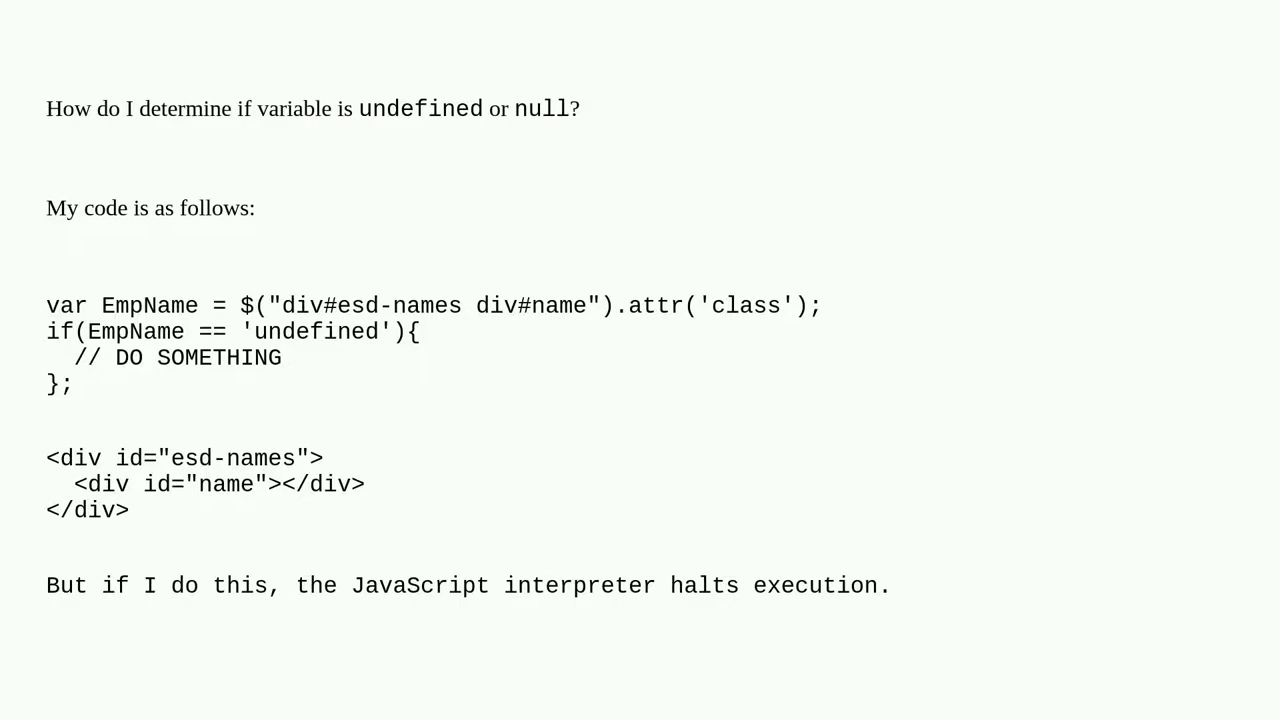 How do I determine if variable is undefined or null?
My code is as follows:
var EmpName = $("div#esd-names div#name").attr('class');
if(EmpName == 'undefined'){
  // DO SOMETHING
};
<div id="esd-names">
  <div id="name"></div>
</div>
But if I do this, the JavaScript interpreter halts execution.